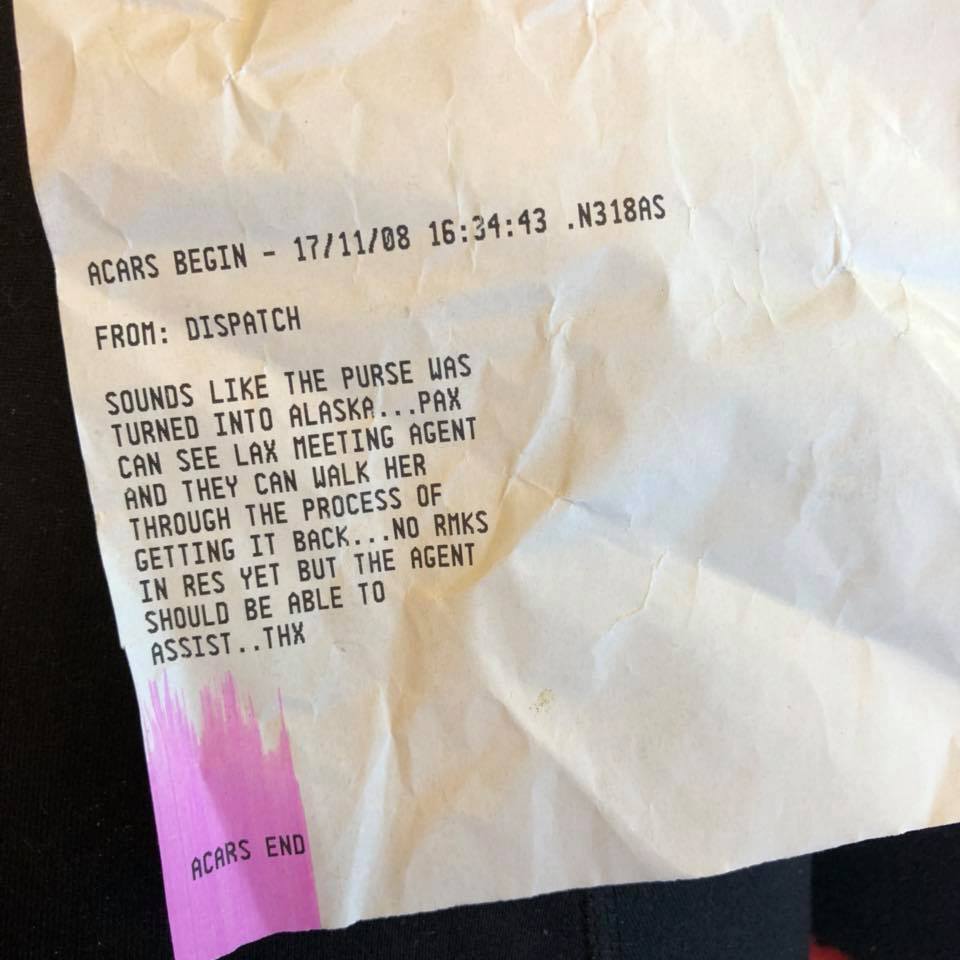 ACARS BEGIN - 17/11/08 16:34:43 .N318AS
FROM: DISPATCH
SOUNDS LIKE THE PURSE WAS
TURNED INTO ALASKA...PAX
CAN SEE LAX MEETING AGENT
AND THEY CAN WALK HER
THROUGH THE PROCESS OF
GETTING IT BACK...NO RMKS
IN RES YET BUT THE AGENT
SHOULD BE ABLE TO
ASSIST..THX
ACARS END